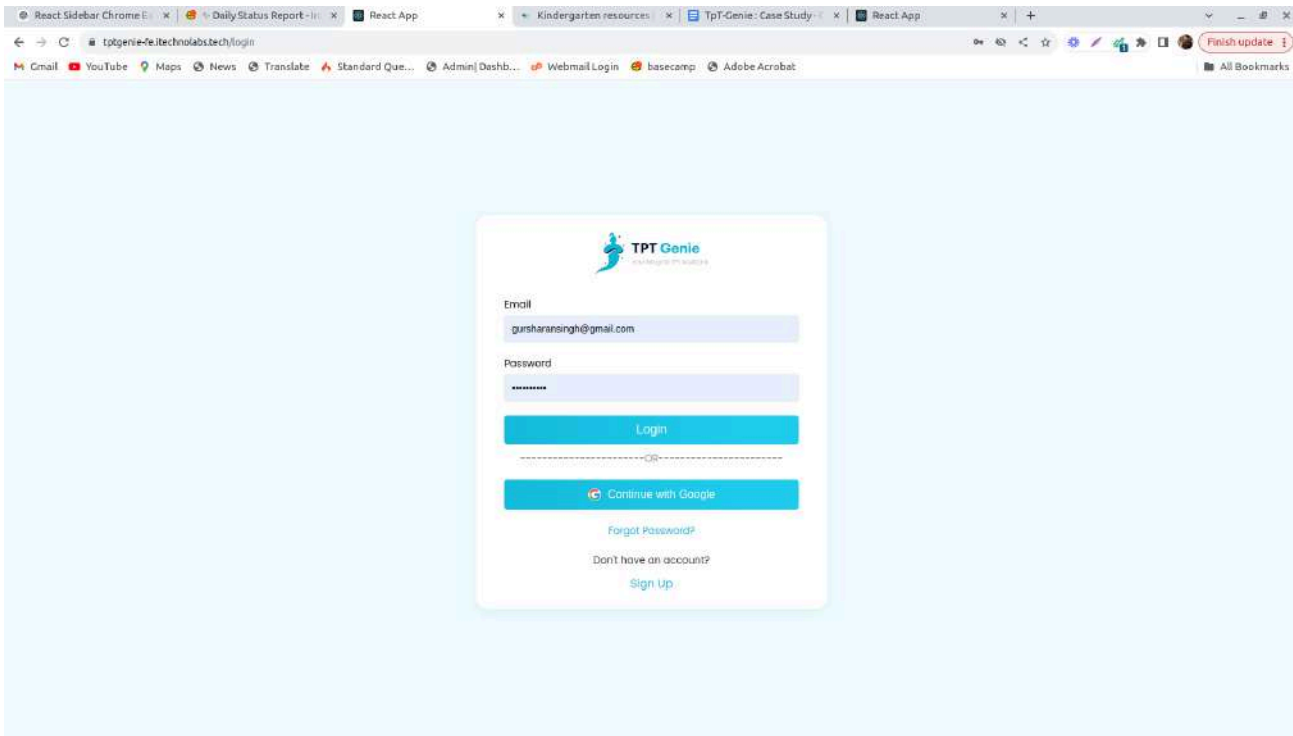 React Sidebar Chrome E
Daily Status Report - In
React App
Kindergarten resources |
TpT-Genie: Case Study -
React App
tptgenie-fe.itechnolabs.tech/login
Finish update
Gmail YouTube Maps News Translate Standard Que... Admin| Dashb... Webmail Login basecamp Adobe Acrobat
All Bookmarks
TPT Genie
Email
gursharansingh@gmail.com
Password
••••••••••
Login
------------------------OR------------------------
Continue with Google
Forgot Password?
Don't have an account?
Sign Up